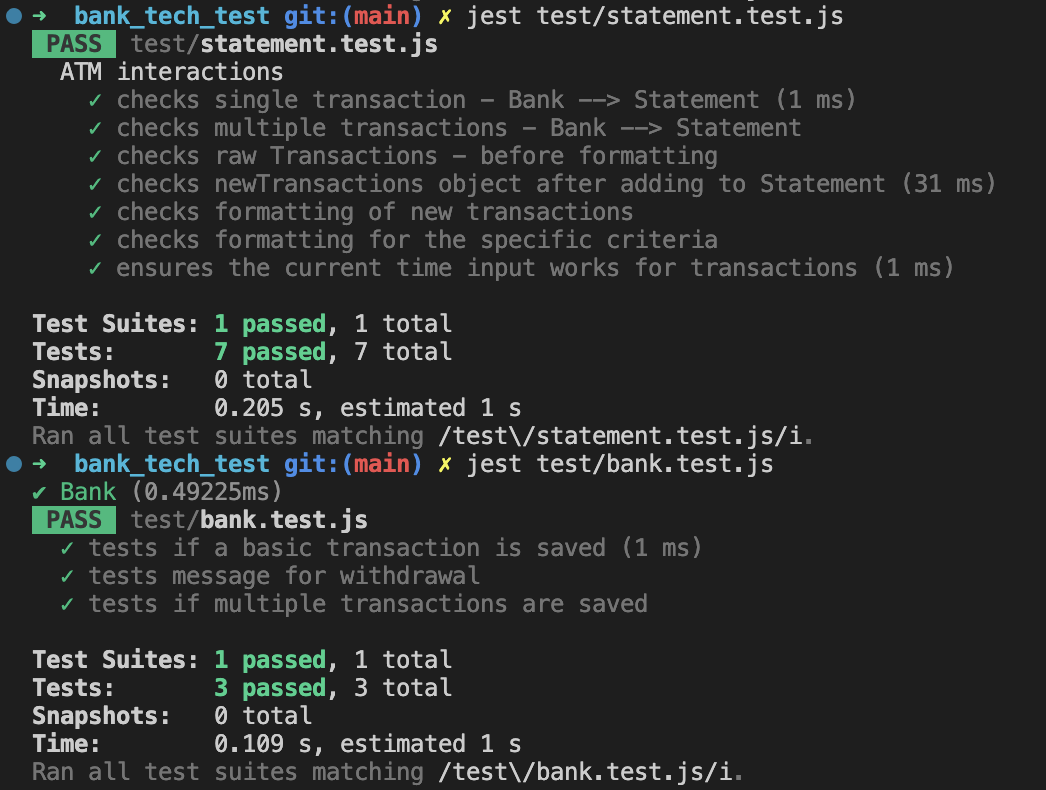 ➜ bank_tech_test git:(main) ✗ jest test/statement.test.js
PASS test/statement.test.js
ATM interactions
✓ checks single transaction – Bank ––> Statement (1 ms)
✓ checks multiple transactions – Bank ––> Statement
✓ checks raw Transactions – before formatting
✓ checks newTransactions object after adding to Statement (31 ms)
✓ checks formatting of new transactions
✓ checks formatting for the specific criteria
✓ ensures the current time input works for transactions (1 ms)
Test Suites: 1 passed, 1 total
Tests: 7 passed, 7 total
Snapshots: 0 total
Time: 0.205 s, estimated 1 s
Ran all test suites matching /test\/statement.test.js/i.
➜ bank_tech_test git:(main) ✗ jest test/bank.test.js
✔ Bank (0.49225ms)
PASS test/bank.test.js
✓ tests if a basic transaction is saved (1 ms)
✓ tests message for withdrawal
✓ tests if multiple transactions are saved
Test Suites: 1 passed, 1 total
Tests: 3 passed, 3 total
Snapshots: 0 total
Time: 0.109 s, estimated 1 s
Ran all test suites matching /test\/bank.test.js/i.